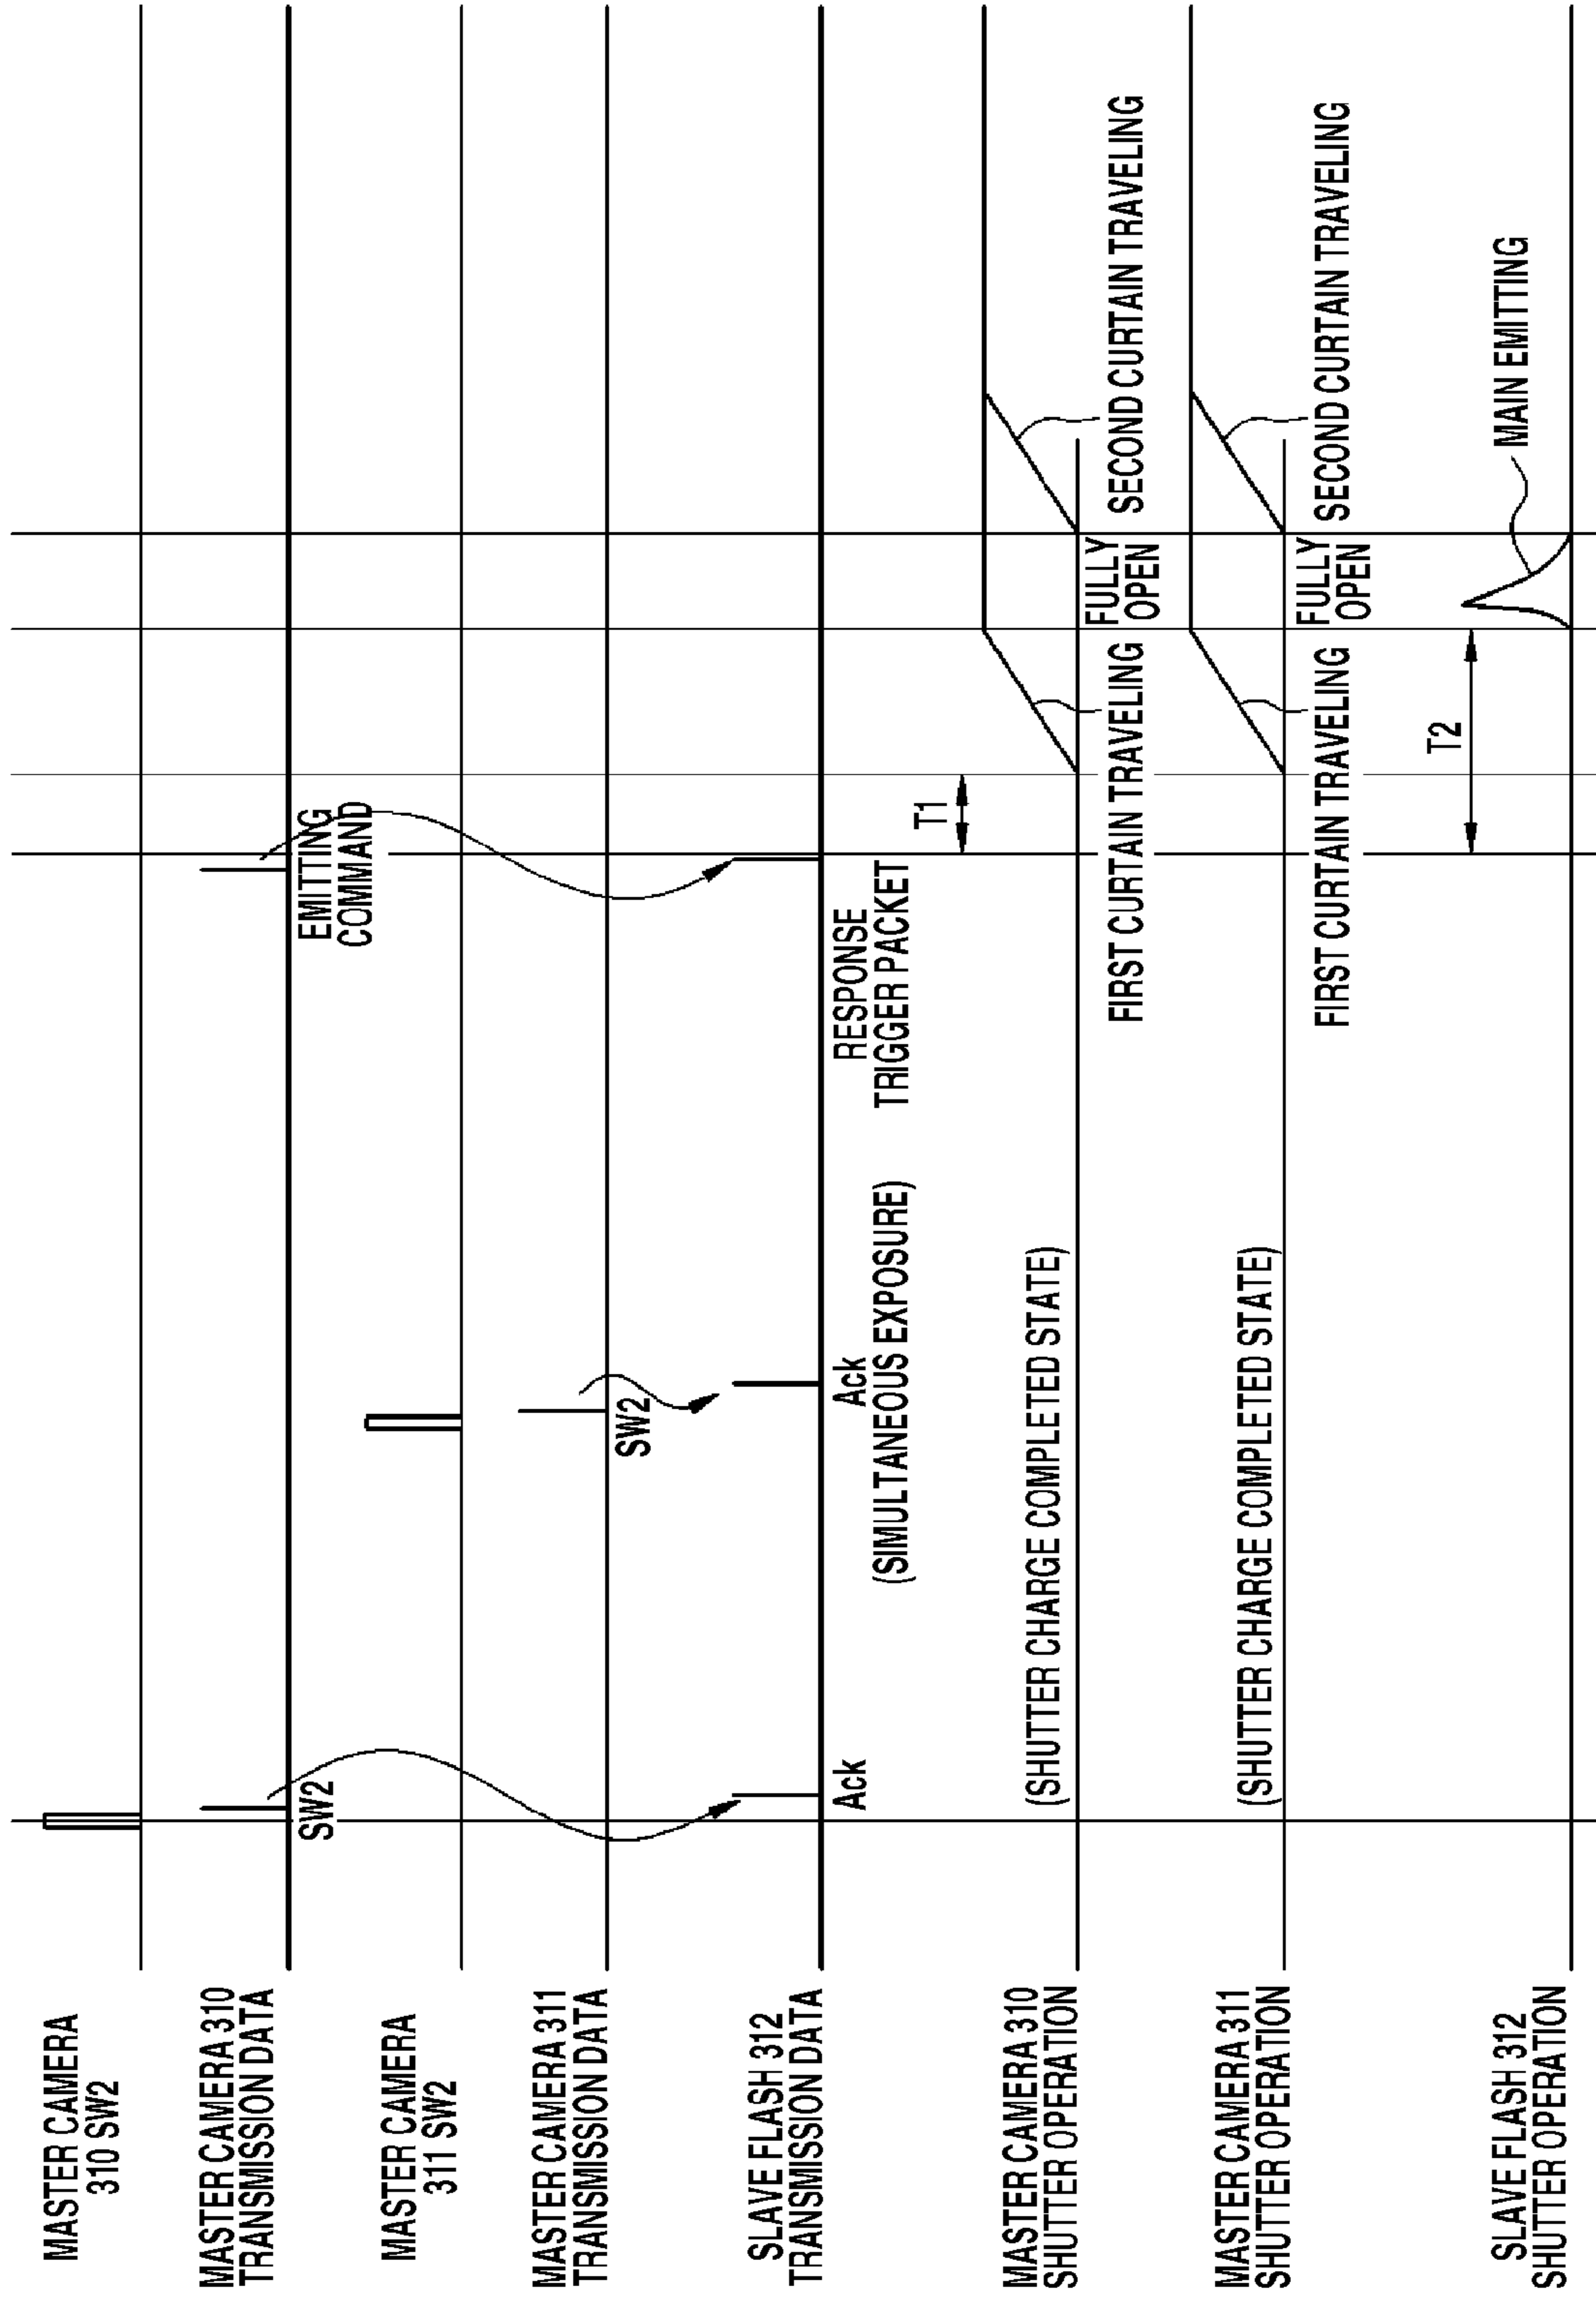 MASTER CAMERA
310 SW2
MASTER CAMERA 310
TRANSMISSION DATA
SW2
EMITTING
COMMAND
MASTER CAMERA
311 SW2
MASTER CAMERA 311
TRANSMISSION DATA
SW2
SLAVE FLASH 312
TRANSMISSION DATA
Ack
Ack
(SIMULTANEOUS EXPOSURE)
RESPONSE
TRIGGER PACKET
T1
MASTER CAMERA 310
SHUTTER OPERATION
(SHUTTER CHARGE COMPLETED STATE)
FIRST CURTAIN TRAVELING
FULLY
OPEN
SECOND CURTAIN TRAVELING
MASTER CAMERA 311
SHUTTER OPERATION
(SHUTTER CHARGE COMPLETED STATE)
FIRST CURTAIN TRAVELING
FULLY
OPEN
SECOND CURTAIN TRAVELING
T2
MAIN EMITTING
SLAVE FLASH 312
SHUTTER OPERATION